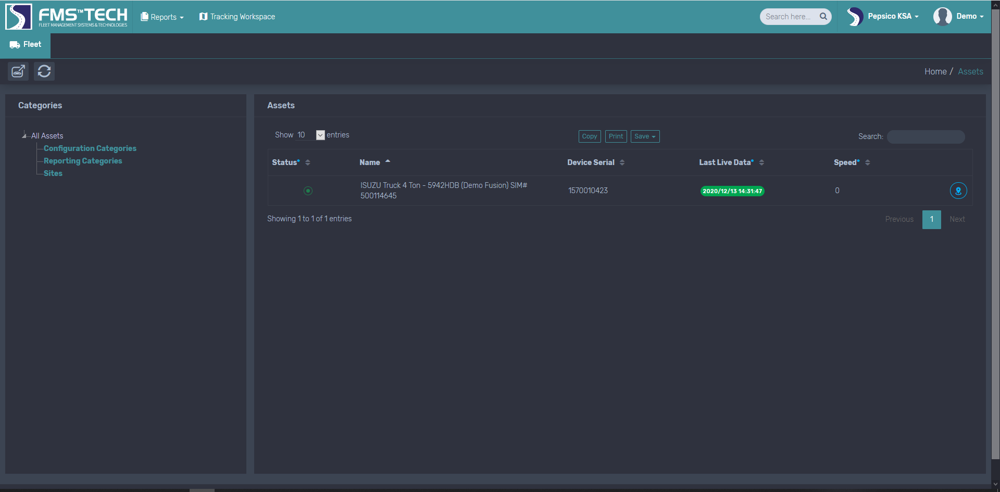 FMS™TECH
FLEET MANAGEMENT SYSTEMS & TECHNOLOGIES
Reports
Tracking Workspace
Search here...
Pepsico KSA
Demo
Fleet
Home / Assets
Categories
All Assets
Configuration Categories
Reporting Categories
Sites
Assets
Show 10 entries
Copy
Print
Save
Search:
Status* Name Device Serial Last Live Data* Speed*
ISUZU Truck 4 Ton - 5942HDB (Demo Fusion) SIM#
500114645
1570010423
2020/12/13 14:31:47
0
Showing 1 to 1 of 1 entries
Previous 1 Next